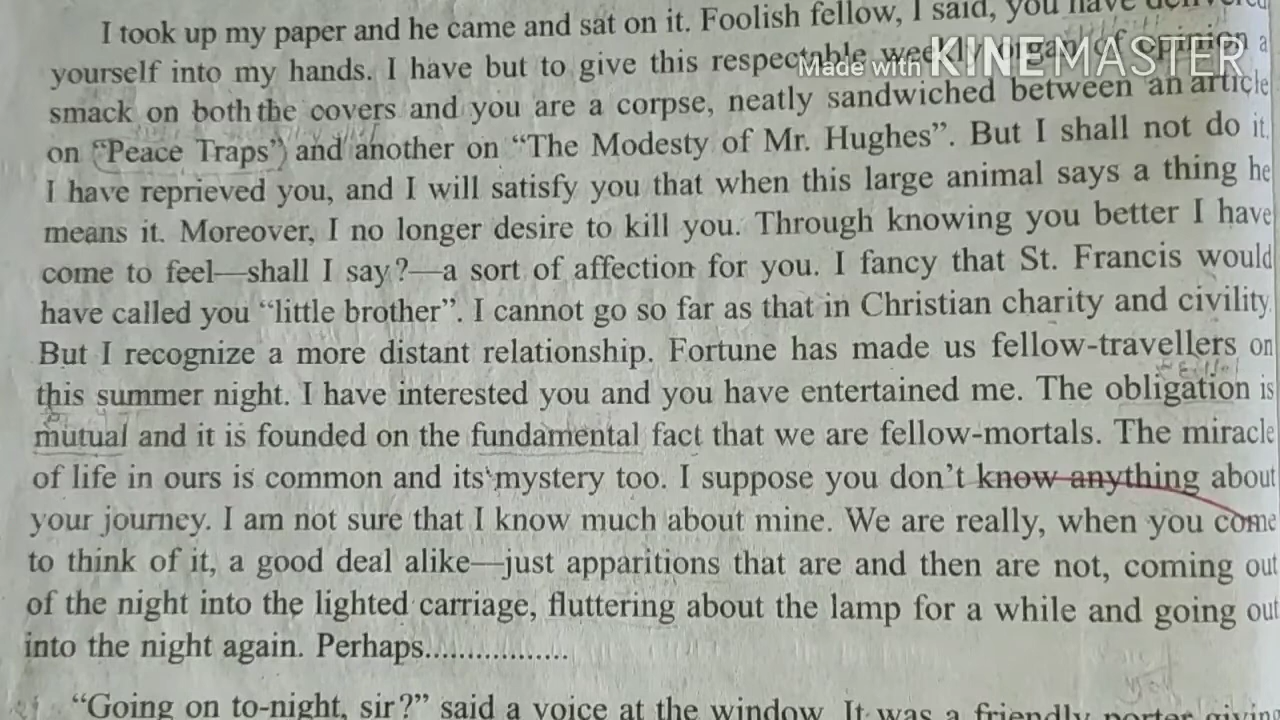 I took up my paper and he came and sat on it. Foolish fellow, I said, you have delivered
yourself into my hands. I have but to give this respectable weekly organ of opinion a
Made with KINEMASTER
smack on both the covers and you are a corpse, neatly sandwiched between an article
on "Peace Traps" and another on "The Modesty of Mr. Hughes". But I shall not do it.
I have reprieved you, and I will satisfy you that when this large animal says a thing he
means it. Moreover, I no longer desire to kill you. Through knowing you better I have
come to feel—shall I say?—a sort of affection for you. I fancy that St. Francis would
have called you "little brother". I cannot go so far as that in Christian charity and civility.
But I recognize a more distant relationship. Fortune has made us fellow-travellers on
this summer night. I have interested you and you have entertained me. The obligation is
mutual and it is founded on the fundamental fact that we are fellow-mortals. The miracle
of life in ours is common and its mystery too. I suppose you don't know anything about
your journey. I am not sure that I know much about mine. We are really, when you come
to think of it, a good deal alike—just apparitions that are and then are not, coming out
of the night into the lighted carriage, fluttering about the lamp for a while and going out
into the night again. Perhaps.................
"Going on to-night, sir?" said a voice at the window. It was a friendly porter giving